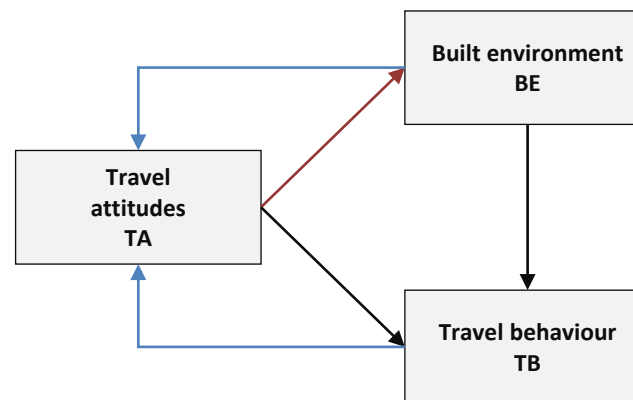 Built environment
BE
Travel
attitudes
TA
Travel behaviour
TB